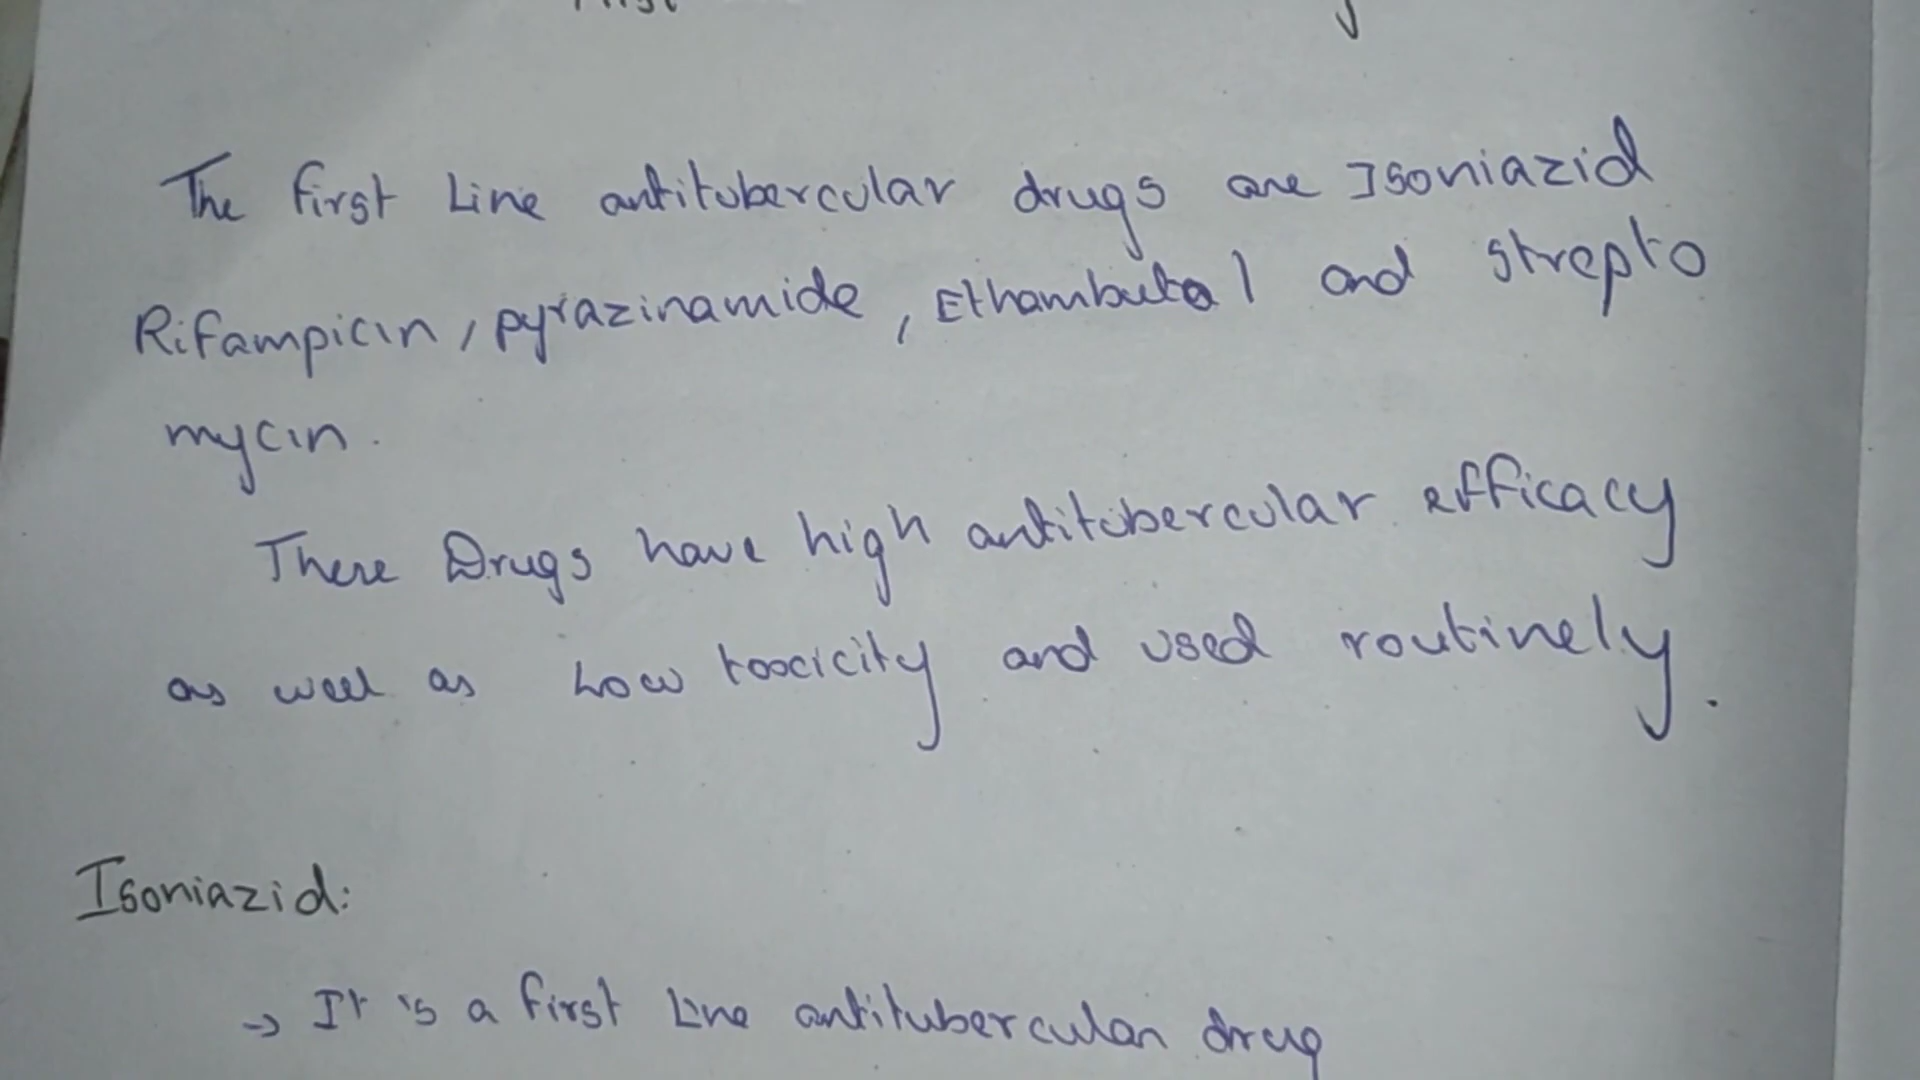 The first Line antitubercular drugs are Isoniazid
Rifampicin, pyrazinamide, Ethambutol and strepto
mycin.
There Drugs have high antitubercular efficacy
as well as Low toxicity and used routinely.
Isoniazid:
→ It is a first Line antitubercular drug